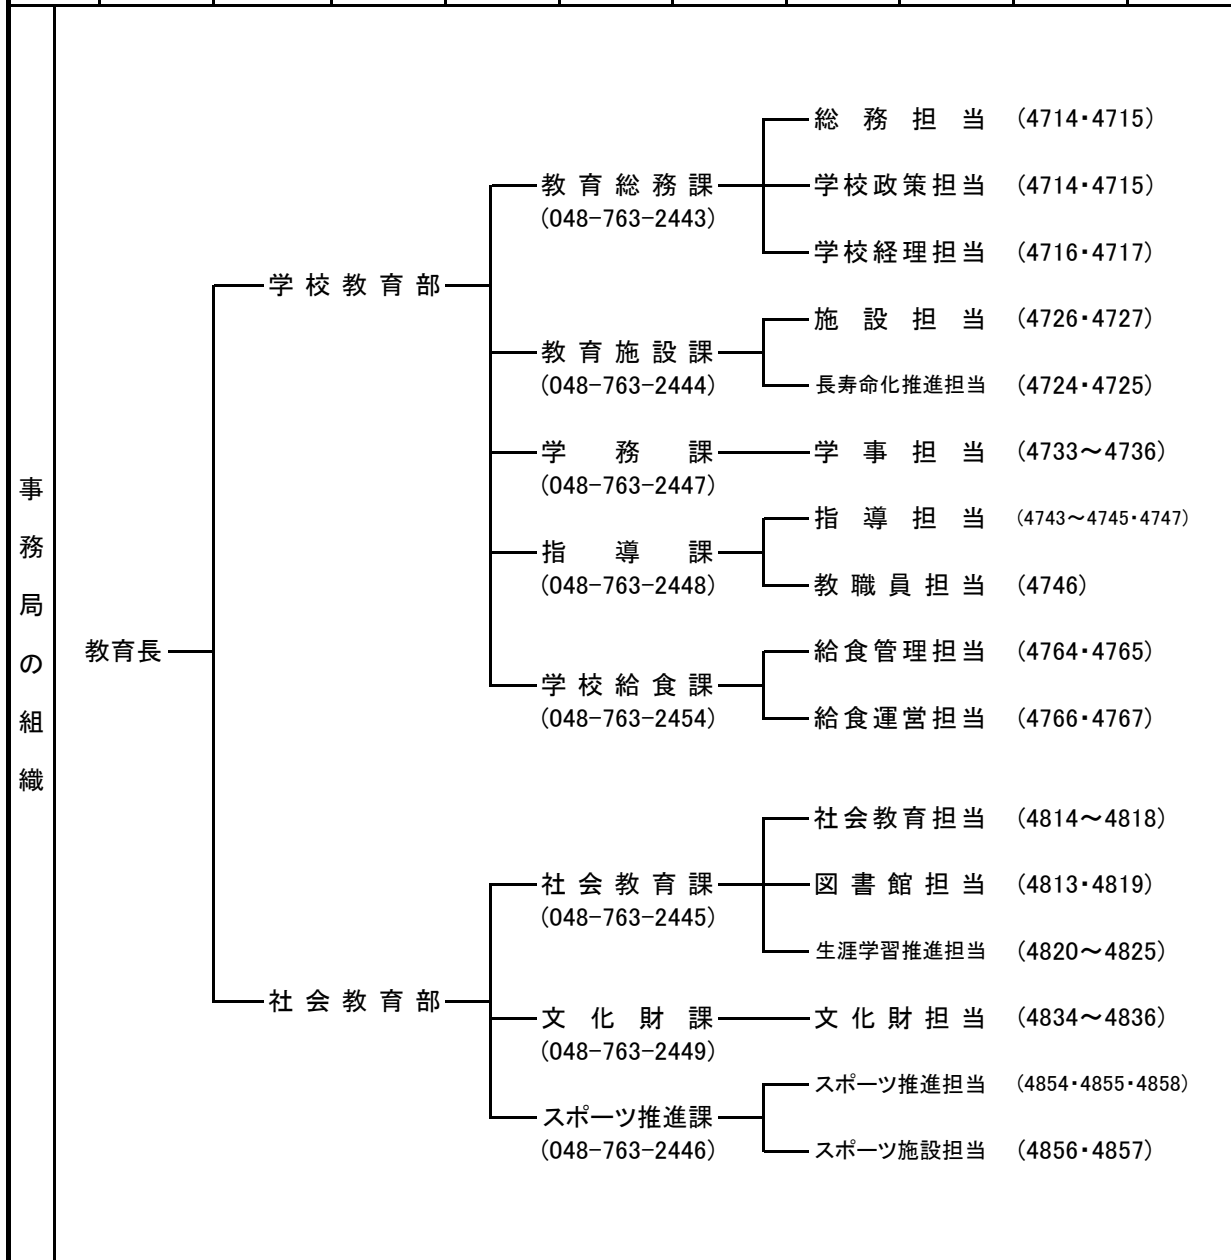 事務局の組織
教育長
学校教育部
教育総務課
(048-763-2443)
総務担当 (4714・4715)
学校政策担当 (4714・4715)
学校経理担当 (4716・4717)
教育施設課
(048-763-2444)
施設担当 (4726・4727)
長寿命化推進担当 (4724・4725)
学務課
(048-763-2447)
学事担当 (4733～4736)
指導課
(048-763-2448)
指導担当 (4743～4745・4747)
教職員担当 (4746)
学校給食課
(048-763-2454)
給食管理担当 (4764・4765)
給食運営担当 (4766・4767)
社会教育部
社会教育課
(048-763-2445)
社会教育担当 (4814～4818)
図書館担当 (4813・4819)
生涯学習推進担当 (4820～4825)
文化財課
(048-763-2449)
文化財担当 (4834～4836)
スポーツ推進課
(048-763-2446)
スポーツ推進担当 (4854・4855・4858)
スポーツ施設担当 (4856・4857)